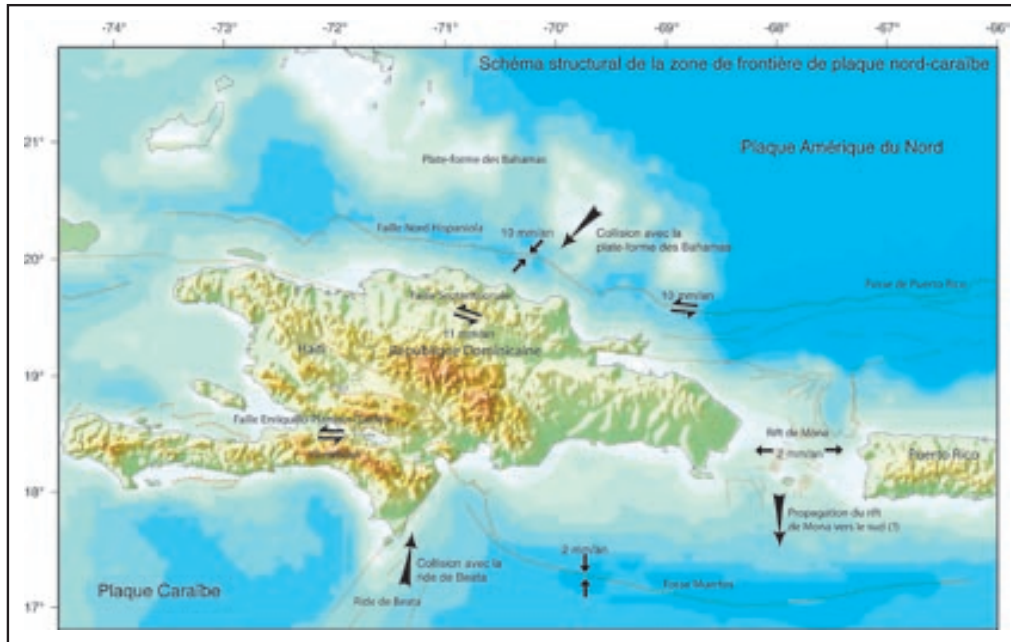 -74° -73° -72° -71° -70° -69° -68° -67° -66°
Schéma structural de la zone de frontière de plaque nord-caraïbe
21°
Plaque Amérique du Nord
Plate-forme des Bahamas
Faille Nord Hispaniola
10 mm/an
Collision avec la
plate-forme des Bahamas
20°
Fosse de Puerto Rico
10 mm/an
11 mm/an
Haïti
République Dominicaine
19°
Faille Enriquillo
Rift de Mona
2 mm/an
Puerto Rico
18°
Propagation du rift
de Mona vers le sud (?)
2 mm/an
Collision avec la
ride de Beata
Plaque Caraïbe
Fosse Muertos
Ride de Beata
17°